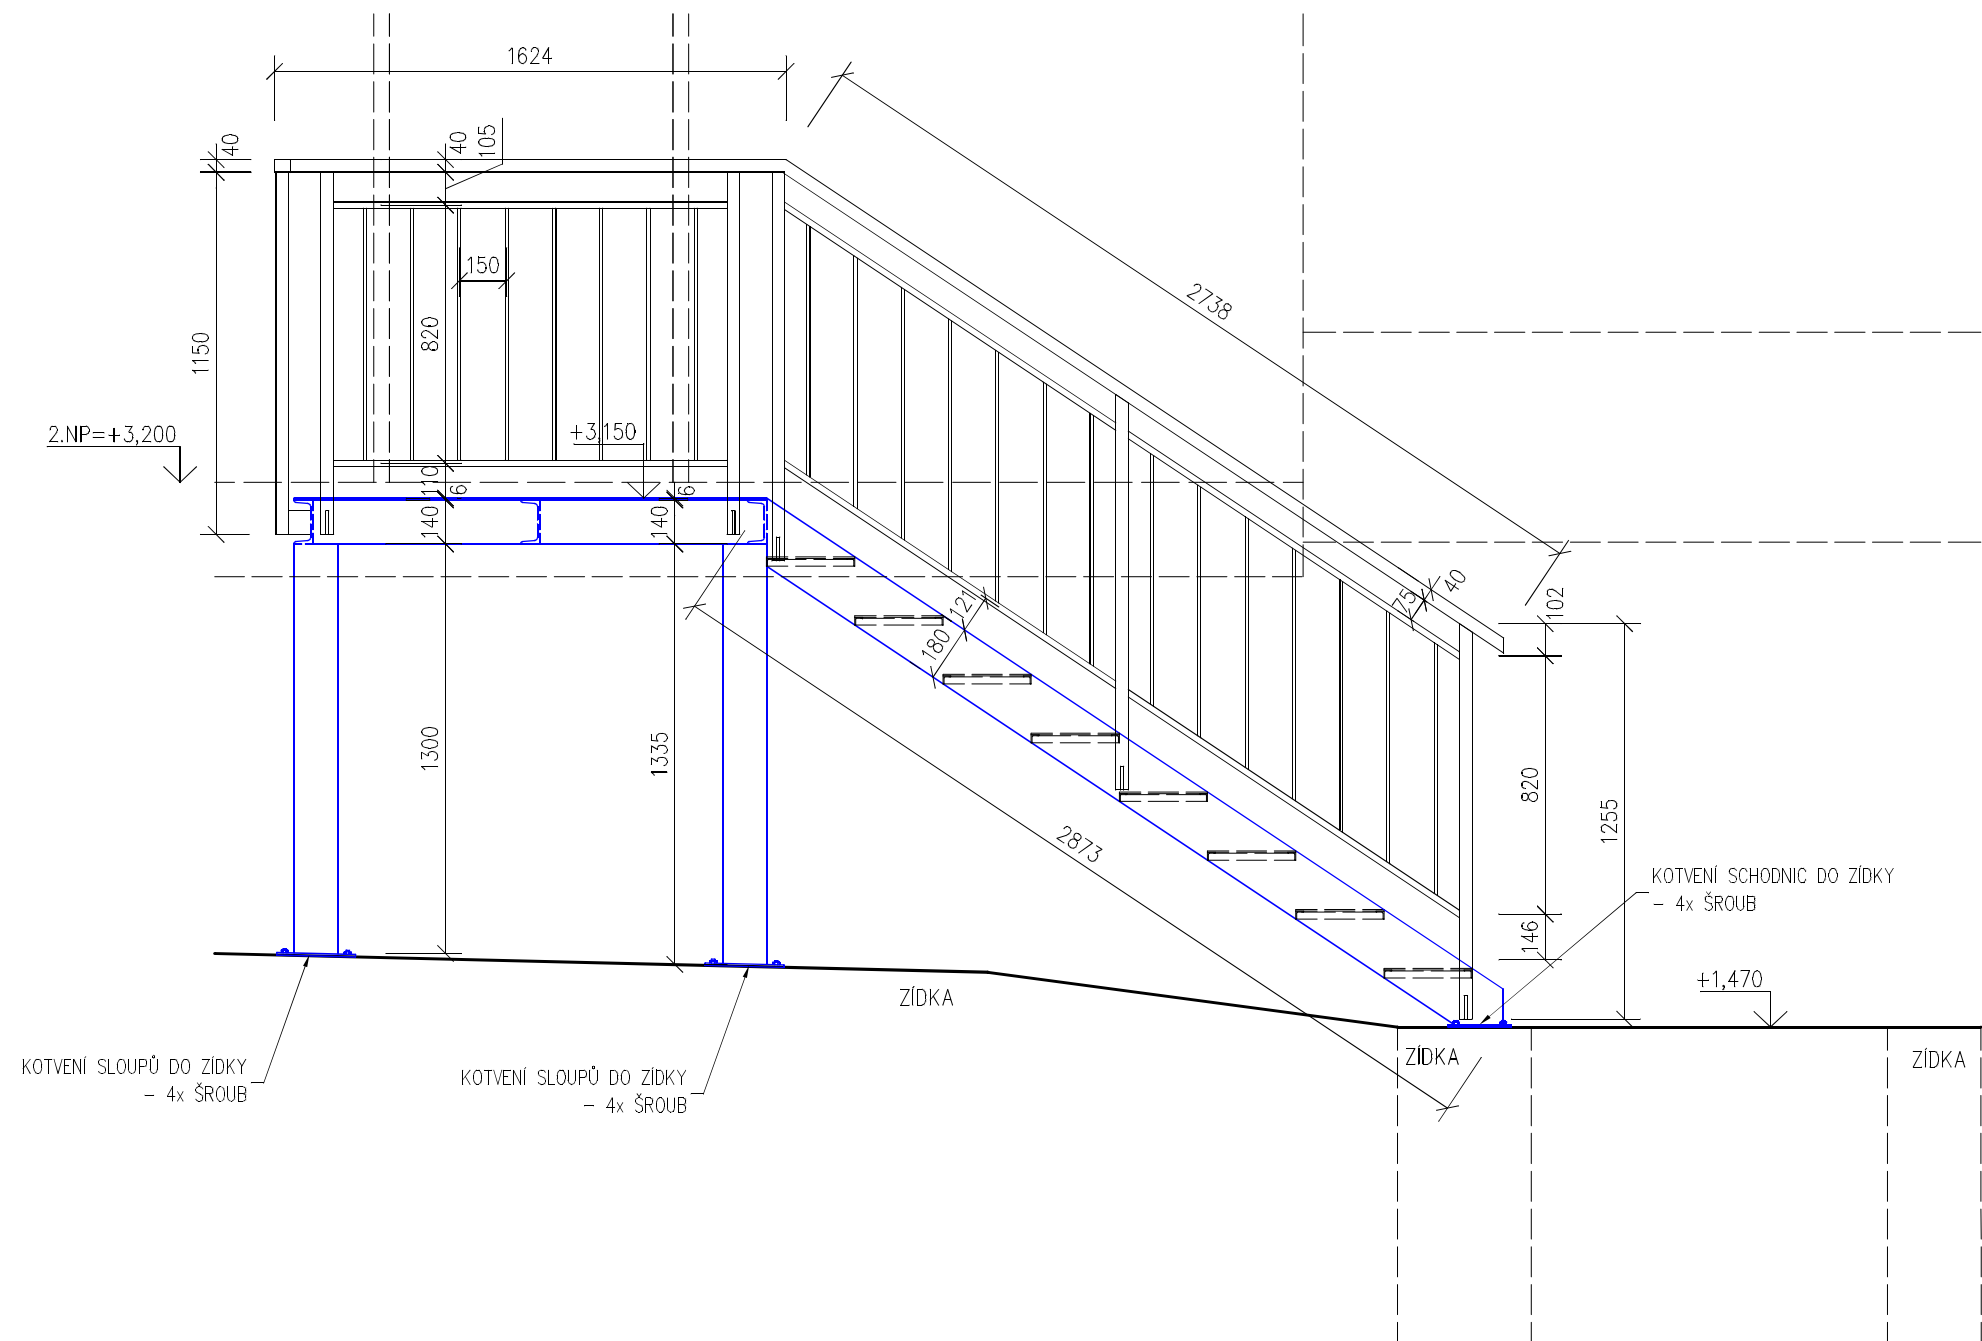 1624
40
40
105
150
2738
820
1150
2.NP=+3,200
+3,150
110
6
6
140
140
121
180
75
40
102
1300
1335
820
1255
2873
KOTVENÍ SCHODNIC DO ZÍDKY
- 4x ŠROUB
146
+1,470
ZÍDKA
ZÍDKA
ZÍDKA
KOTVENÍ SLOUPŮ DO ZÍDKY
- 4x ŠROUB
KOTVENÍ SLOUPŮ DO ZÍDKY
- 4x ŠROUB